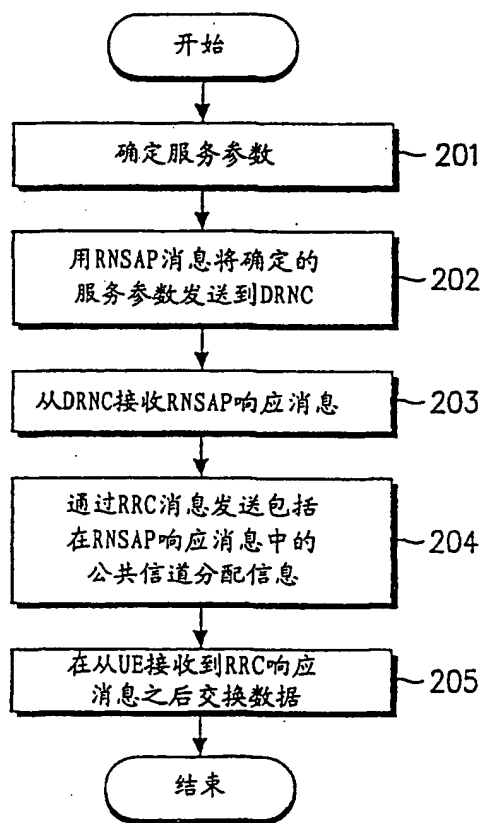 开始
确定服务参数
201
用RNSAP消息将确定的
服务参数发送到DRNC
202
从DRNC接收RNSAP响应消息
203
通过RRC消息发送包括
在RNSAP响应消息中的
公共信道分配信息
204
在从UE接收到RRC响应
消息之后交换数据
205
结束